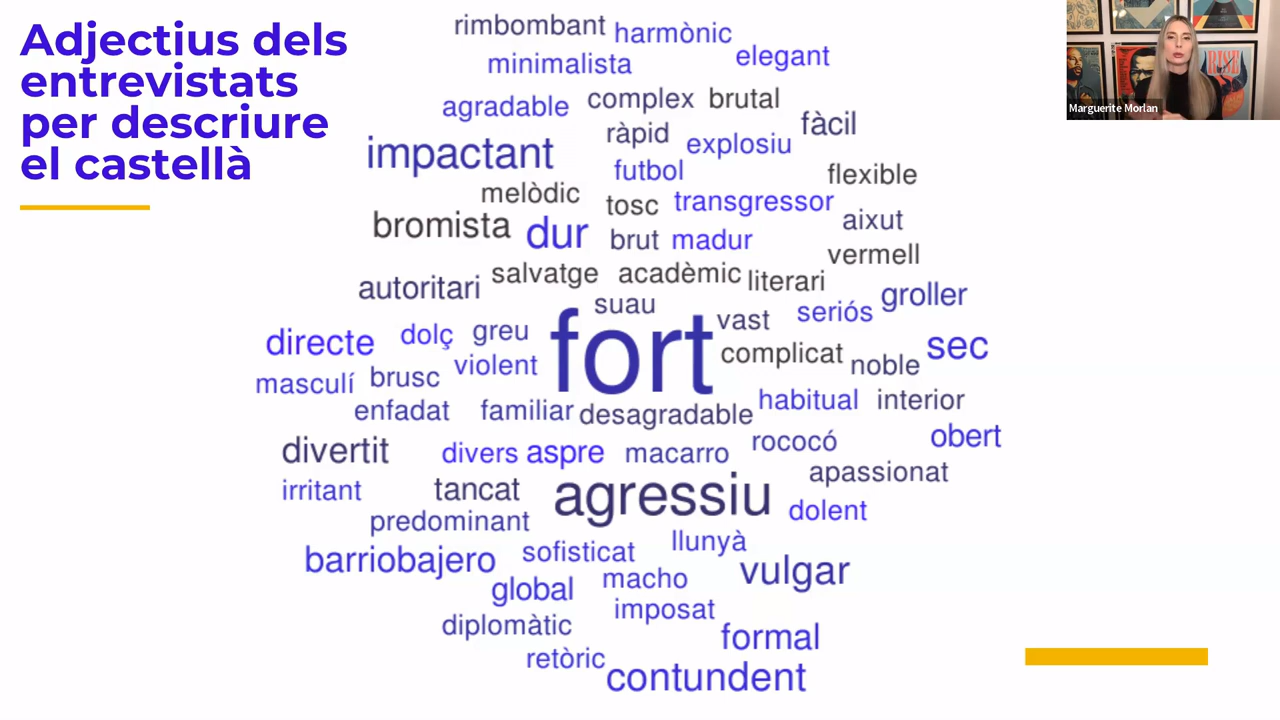 Adjectius dels
entrevistats
per descriure
el castellà
rimbombant harmònic
minimalista elegant
agradable complex brutal
ràpid explosiu fàcil
impactant futbol
melòdic tosc transgressor flexible
bromista dur brut madur aixut
vermell
autoritari salvatge acadèmic literari
suau vast seriós groller
directe dolç greu fort complicat noble sec
masculí brusc violent
enfadat familiar desagradable habitual interior
divertit divers aspre macarro rococó obert
irritant tancat agressiu apassionat
predominant dolent
barriobajero sofisticat llunyà
global macho vulgar
diplomàtic imposat
retòric formal
contundent
Marguerite Morlan
RISE